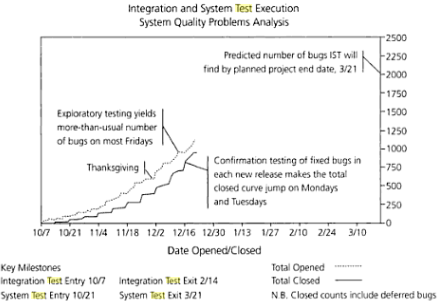 Integration and System Test Execution
System Quality Problems Analysis
2500
Predicted number of bugs IST will
find by planned project end date, 3/21
2250
2000
1750
Exploratory testing yields
more-than-usual number
of bugs on most Fridays
1500
1250
1000
Thanksgiving
Confirmation testing of fixed bugs in
each new release makes the total
closed curve jump on Mondays
and Tuesdays
750
500
250
0
10/7 10/21 11/4 11/18 12/2 12/16 12/30 1/13 1/27 2/10 2/24 3/10
Date Opened/Closed
Key Milestones
Integration Test Entry 10/7 Integration Test Exit 2/14
System Test Entry 10/21 System Test Exit 3/21
Total Opened
Total Closed
N.B. Closed counts include deferred bugs